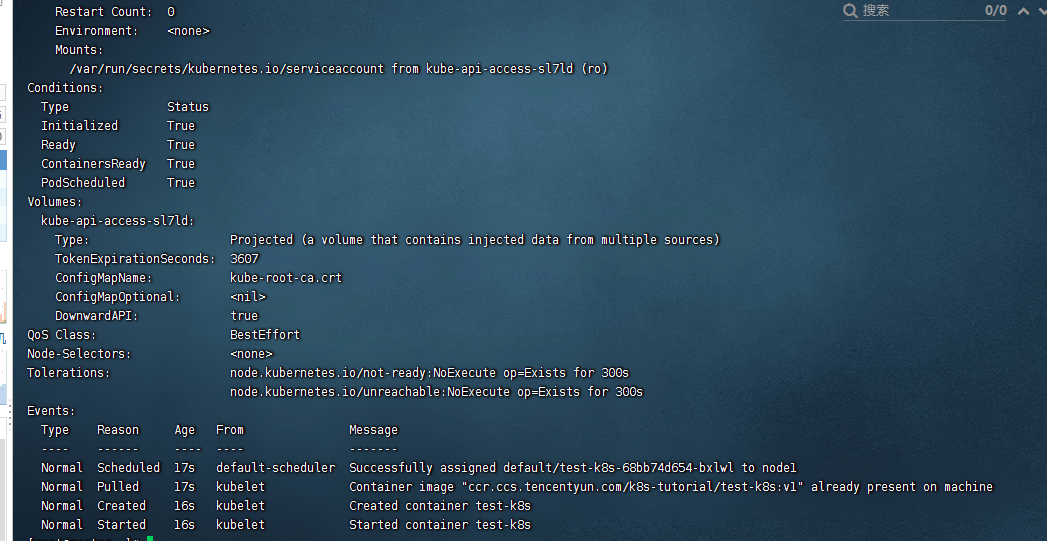 搜索 0/0
Restart Count: 0
Environment: <none>
Mounts:
/var/run/secrets/kubernetes.io/serviceaccount from kube-api-access-sl7ld (ro)
Conditions:
Type Status
Initialized True
Ready True
ContainersReady True
PodScheduled True
Volumes:
kube-api-access-sl7ld:
Type: Projected (a volume that contains injected data from multiple sources)
TokenExpirationSeconds: 3607
ConfigMapName: kube-root-ca.crt
ConfigMapOptional: <nil>
DownwardAPI: true
QoS Class: BestEffort
Node-Selectors: <none>
Tolerations: node.kubernetes.io/not-ready:NoExecute op=Exists for 300s
node.kubernetes.io/unreachable:NoExecute op=Exists for 300s
Events:
Type Reason Age From Message
---- ------ ---- ---- -------
Normal Scheduled 17s default-scheduler Successfully assigned default/test-k8s-68bb74d654-bxlwl to node1
Normal Pulled 17s kubelet Container image "ccr.ccs.tencentyun.com/k8s-tutorial/test-k8s:v1" already present on machine
Normal Created 16s kubelet Created container test-k8s
Normal Started 16s kubelet Started container test-k8s